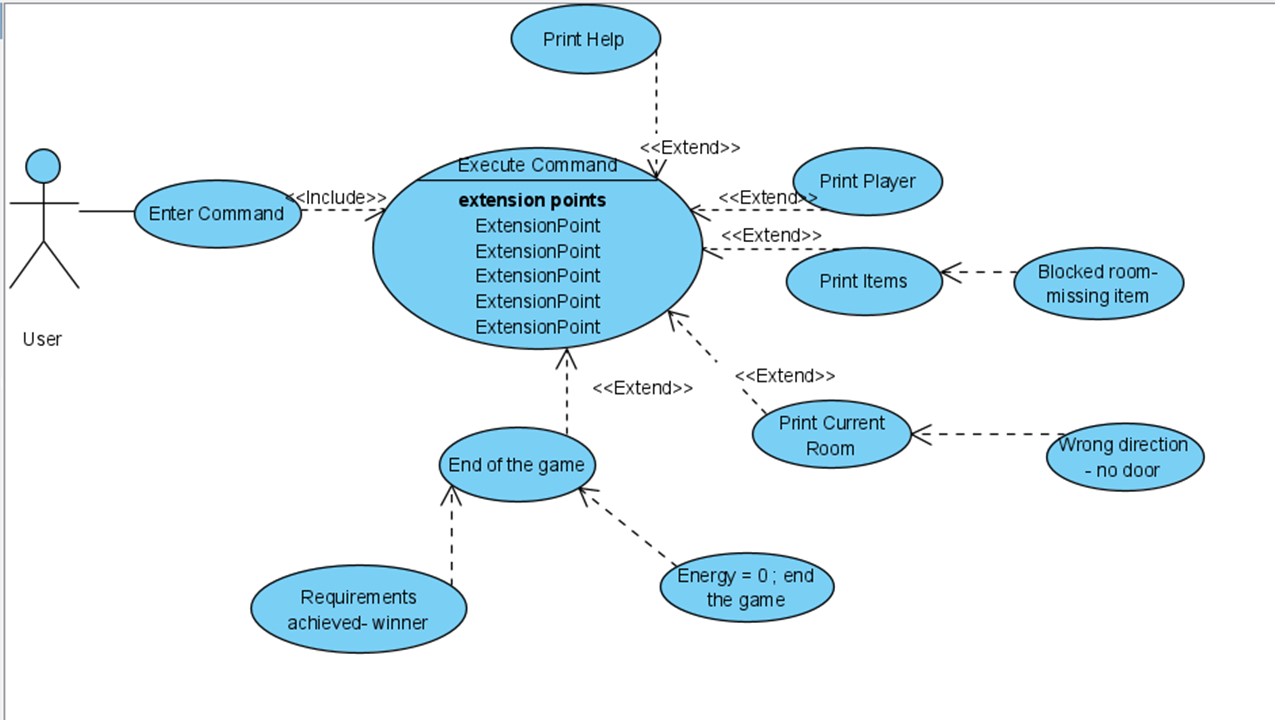 Print Help
<<Extend>>
Execute Command
extension points
ExtensionPoint
ExtensionPoint
ExtensionPoint
ExtensionPoint
ExtensionPoint
Enter Command
<<Include>>
User
Print Player
<<Extend>>
<<Extend>>
Print Items
Blocked room-
missing item
<<Extend>>
<<Extend>>
Print Current
Room
Wrong direction
- no door
End of the game
Requirements
achieved- winner
Energy = 0 ; end
the game